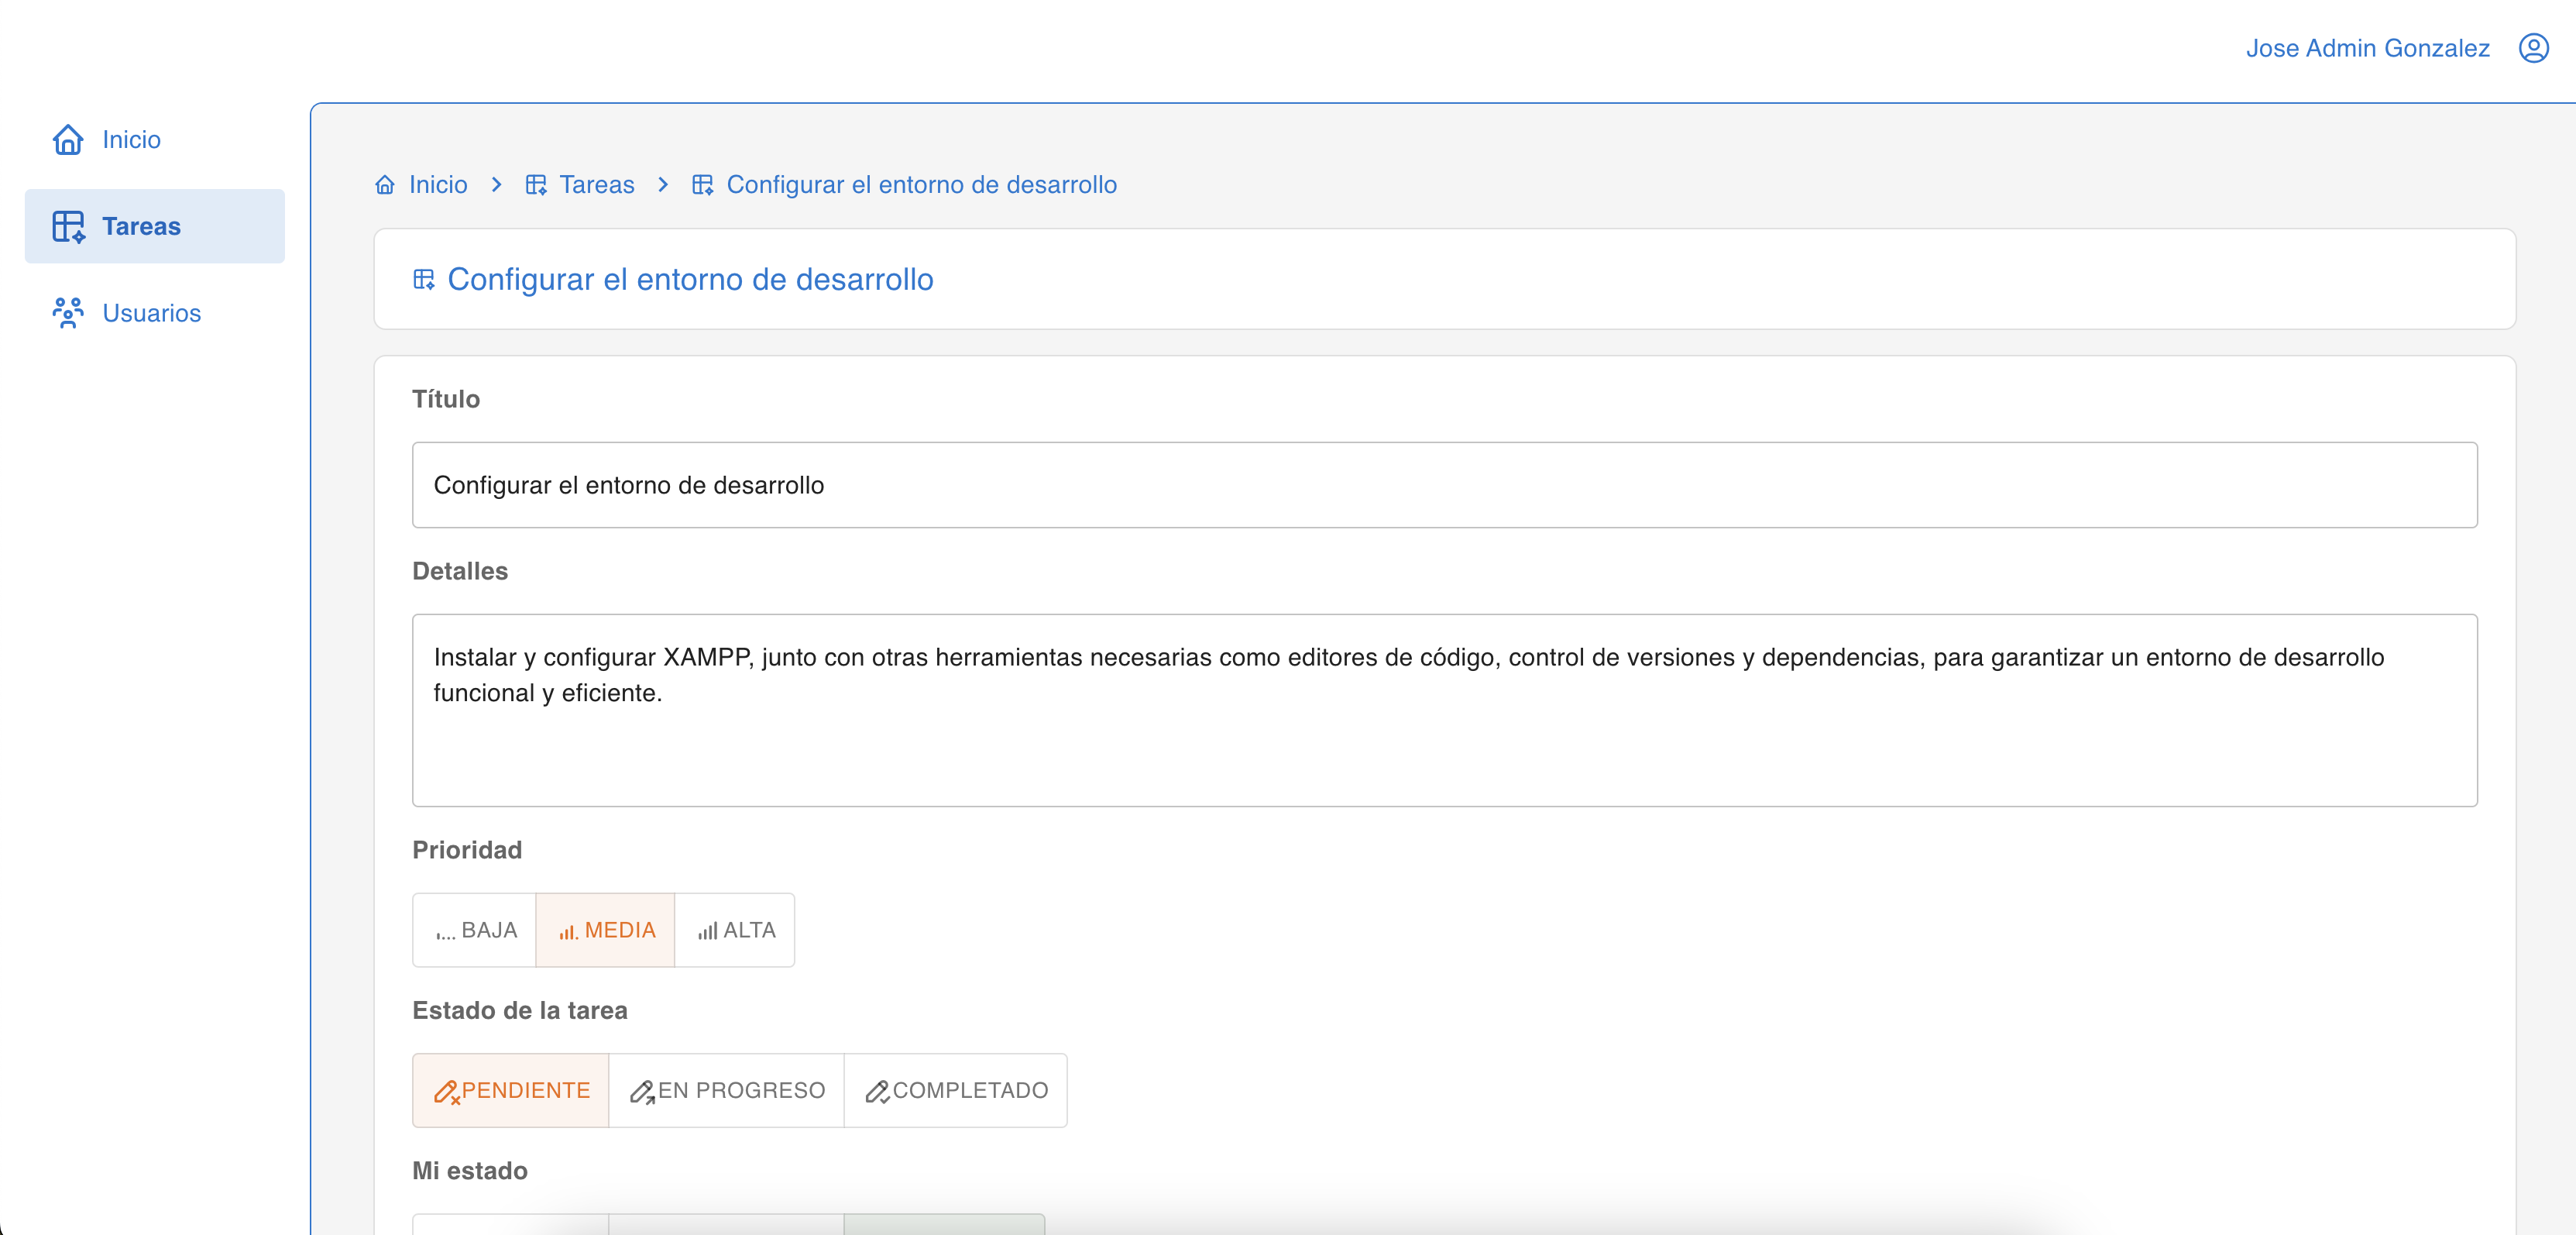 Jose Admin Gonzalez
Inicio
Tareas
Usuarios
Inicio > Tareas > Configurar el entorno de desarrollo
Configurar el entorno de desarrollo
Título
Configurar el entorno de desarrollo
Detalles
Instalar y configurar XAMPP, junto con otras herramientas necesarias como editores de código, control de versiones y dependencias, para garantizar un entorno de desarrollo
funcional y eficiente.
Prioridad
BAJA MEDIA ALTA
Estado de la tarea
PENDIENTE EN PROGRESO COMPLETADO
Mi estado